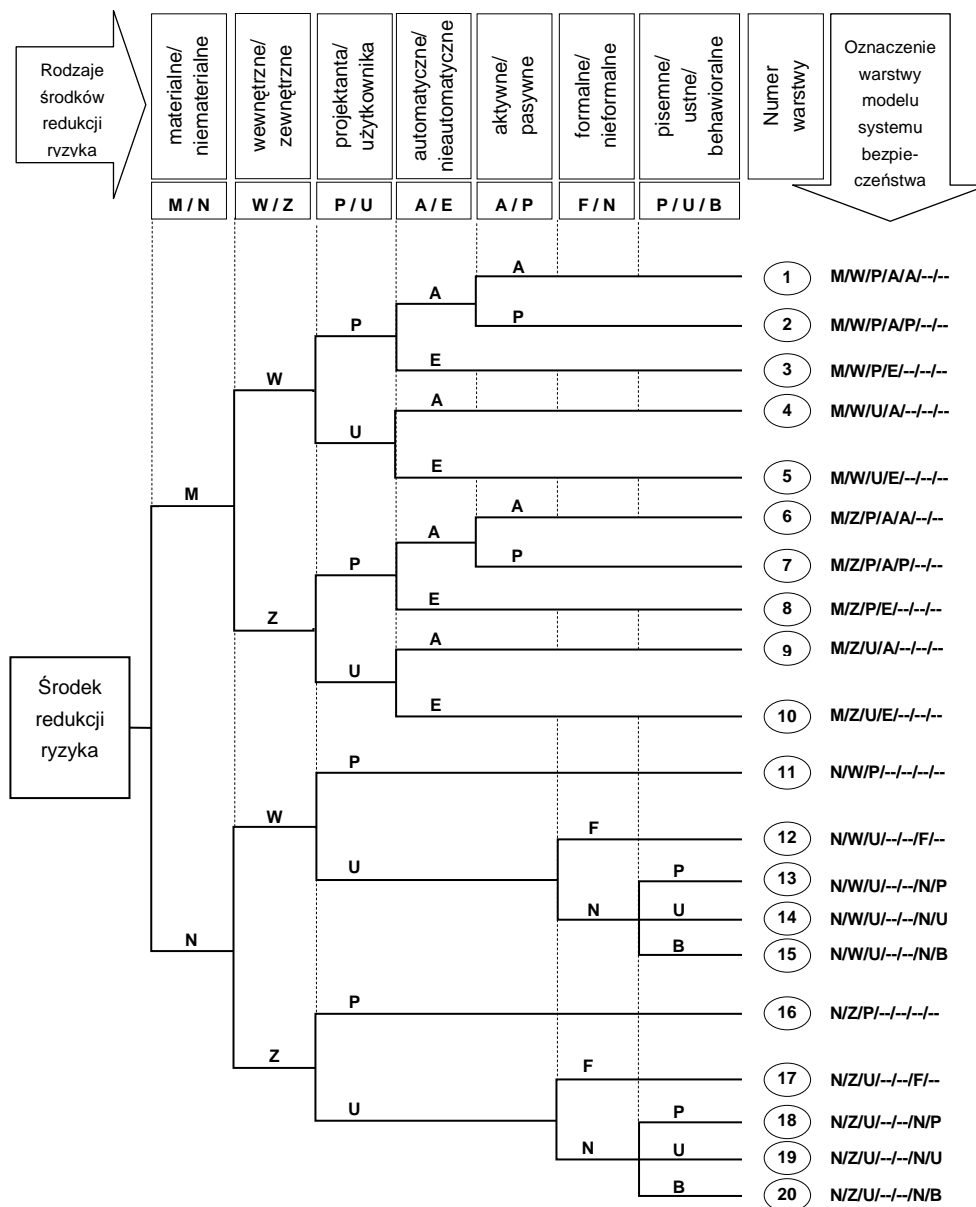 Rodzaje
środków
redukcji
ryzyka
materialne/
niematerialne
wewnętrzne/
zewnętrzne
projektanta/
użytkownika
automatyczne/
nieautomatyczne
aktywne/
pasywne
formalne/
nieformalne
pisemne/
ustne/
behawioralne
Numer
warstwy
Oznaczenie
warstwy
modelu
systemu
bezpie-
czeństwa
M / N
W / Z
P / U
A / E
A / P
F / N
P / U / B
A
1 M/W/P/A/A/--/--
A
P
2 M/W/P/A/P/--/--
P
E
3 M/W/P/E/--/--/--
W
A
4 M/W/U/A/--/--/--
U
E
5 M/W/U/E/--/--/--
M
A
6 M/Z/P/A/A/--/--
A
P
7 M/Z/P/A/P/--/--
P
E
8 M/Z/P/E/--/--/--
Z
A
9 M/Z/U/A/--/--/--
U
E
10 M/Z/U/E/--/--/--
Środek
redukcji
ryzyka
P
11 N/W/P/--/--/--/--
W
F
12 N/W/U/--/--/F/--
U
P
13 N/W/U/--/--/N/P
N
U
14 N/W/U/--/--/N/U
B
15 N/W/U/--/--/N/B
N
P
16 N/Z/P/--/--/--/--
Z
F
17 N/Z/U/--/--/F/--
U
P
18 N/Z/U/--/--/N/P
N
U
19 N/Z/U/--/--/N/U
B
20 N/Z/U/--/--/N/B